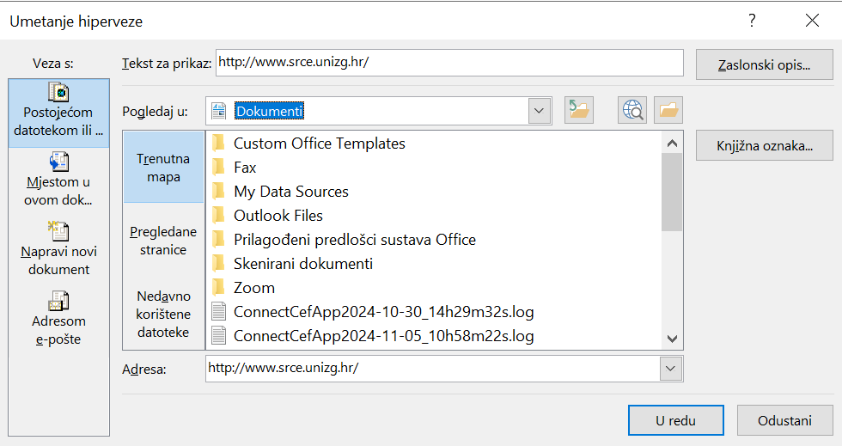 Umetanje hiperveze
?
Veza s:
Tekst za prikaz:
http://www.srce.unizg.hr/
Zaslonski opis...
Postojećom
datotekom ili ...
Mjestom u
ovom dok...
Napravi novi
dokument
Adresom
e-pošte
Pogledaj u:
Dokumenti
Knjižna oznaka...
Trenutna
mapa
Pregledane
stranice
Nedavno
korištene
datoteke
Custom Office Templates
Fax
My Data Sources
Outlook Files
Prilagođeni predlošci sustava Office
Skenirani dokumenti
Zoom
ConnectCefApp2024-10-30_14h29m32s.log
ConnectCefApp2024-11-05_10h58m22s.log
Adresa:
http://www.srce.unizg.hr/
U redu
Odustani